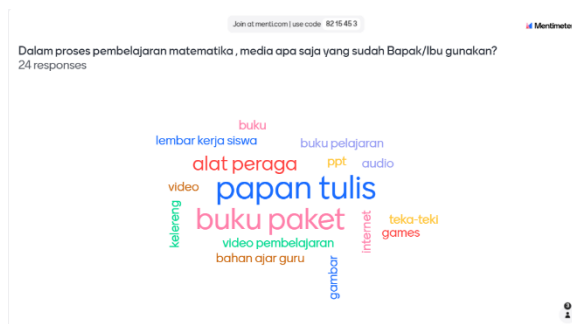 Join at menti.com | use code 8215 45 3
Mentimeter
Dalam proses pembelajaran matematika , media apa saja yang sudah Bapak/Ibu gunakan?
24 responses
buku
lembar kerja siswa
buku pelajaran
alat peraga
ppt
audio
video
papan tulis
kelereng
buku paket
internet
teka-teki
games
video pembelajaran
bahan ajar guru
gambar